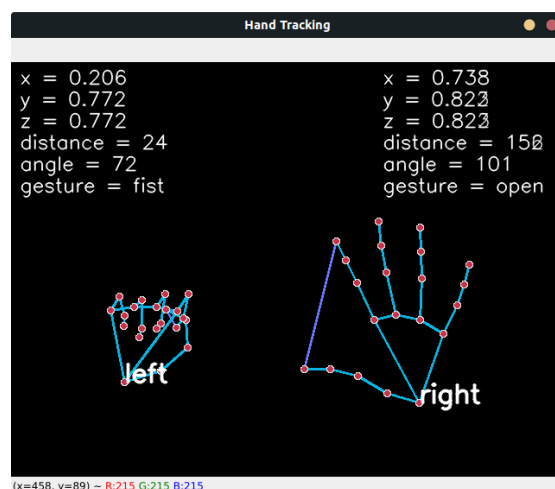 Hand Tracking
x = 0.206
y = 0.772
z = 0.772
distance = 24
angle = 72
gesture = fist
x = 0.738
y =
z =
distance =
angle = 101
gesture = open
left
right
(x=458, y=89) ~ R:215 G:215 B:215